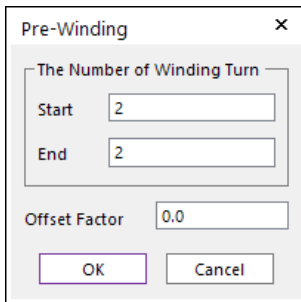 Pre-Winding ×
The Number of Winding Turn
Start 2
End 2
Offset Factor 0.0
OK Cancel